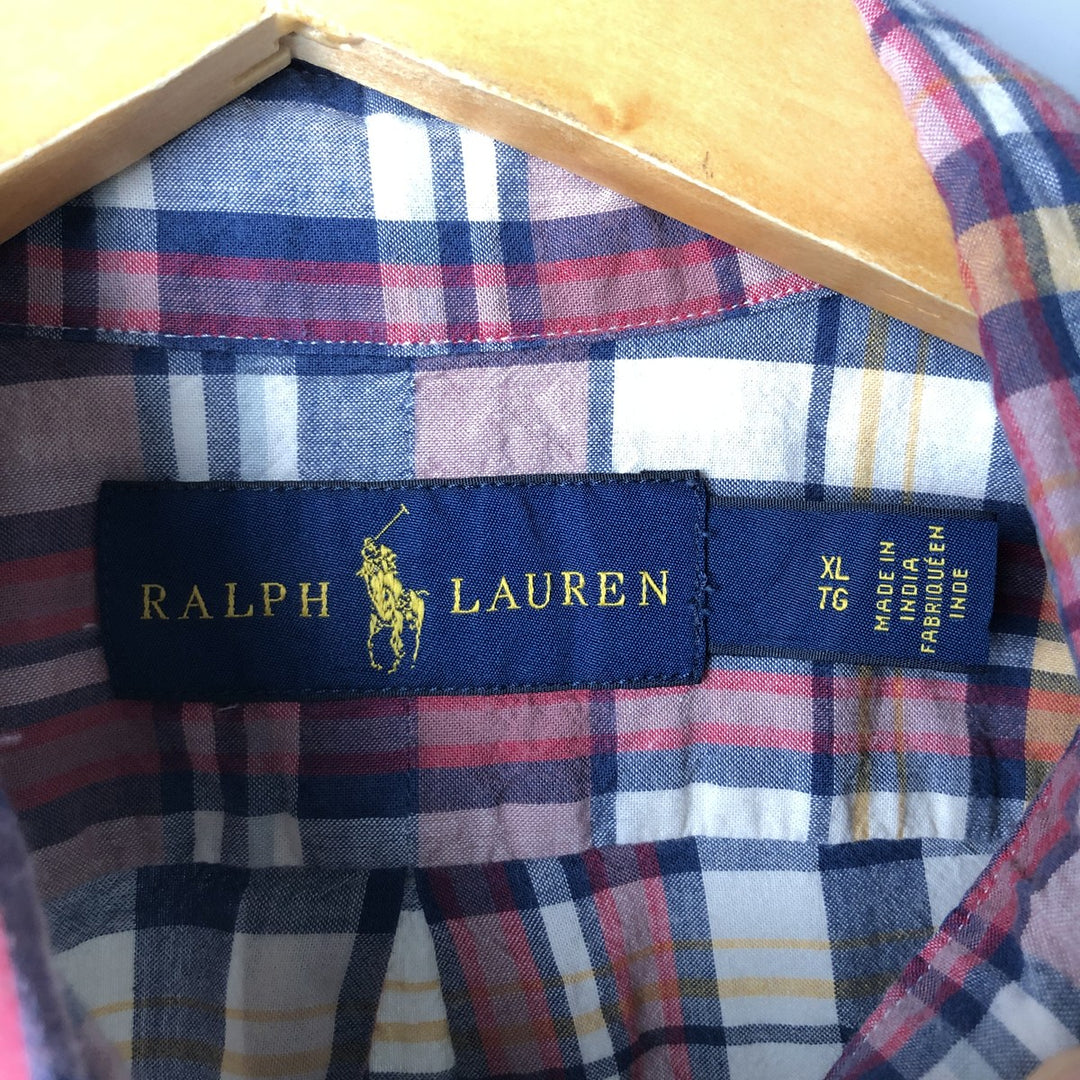 RALPH LAUREN
XL
TG
MADE IN
INDIA
FABRIQUÉ EN
INDE